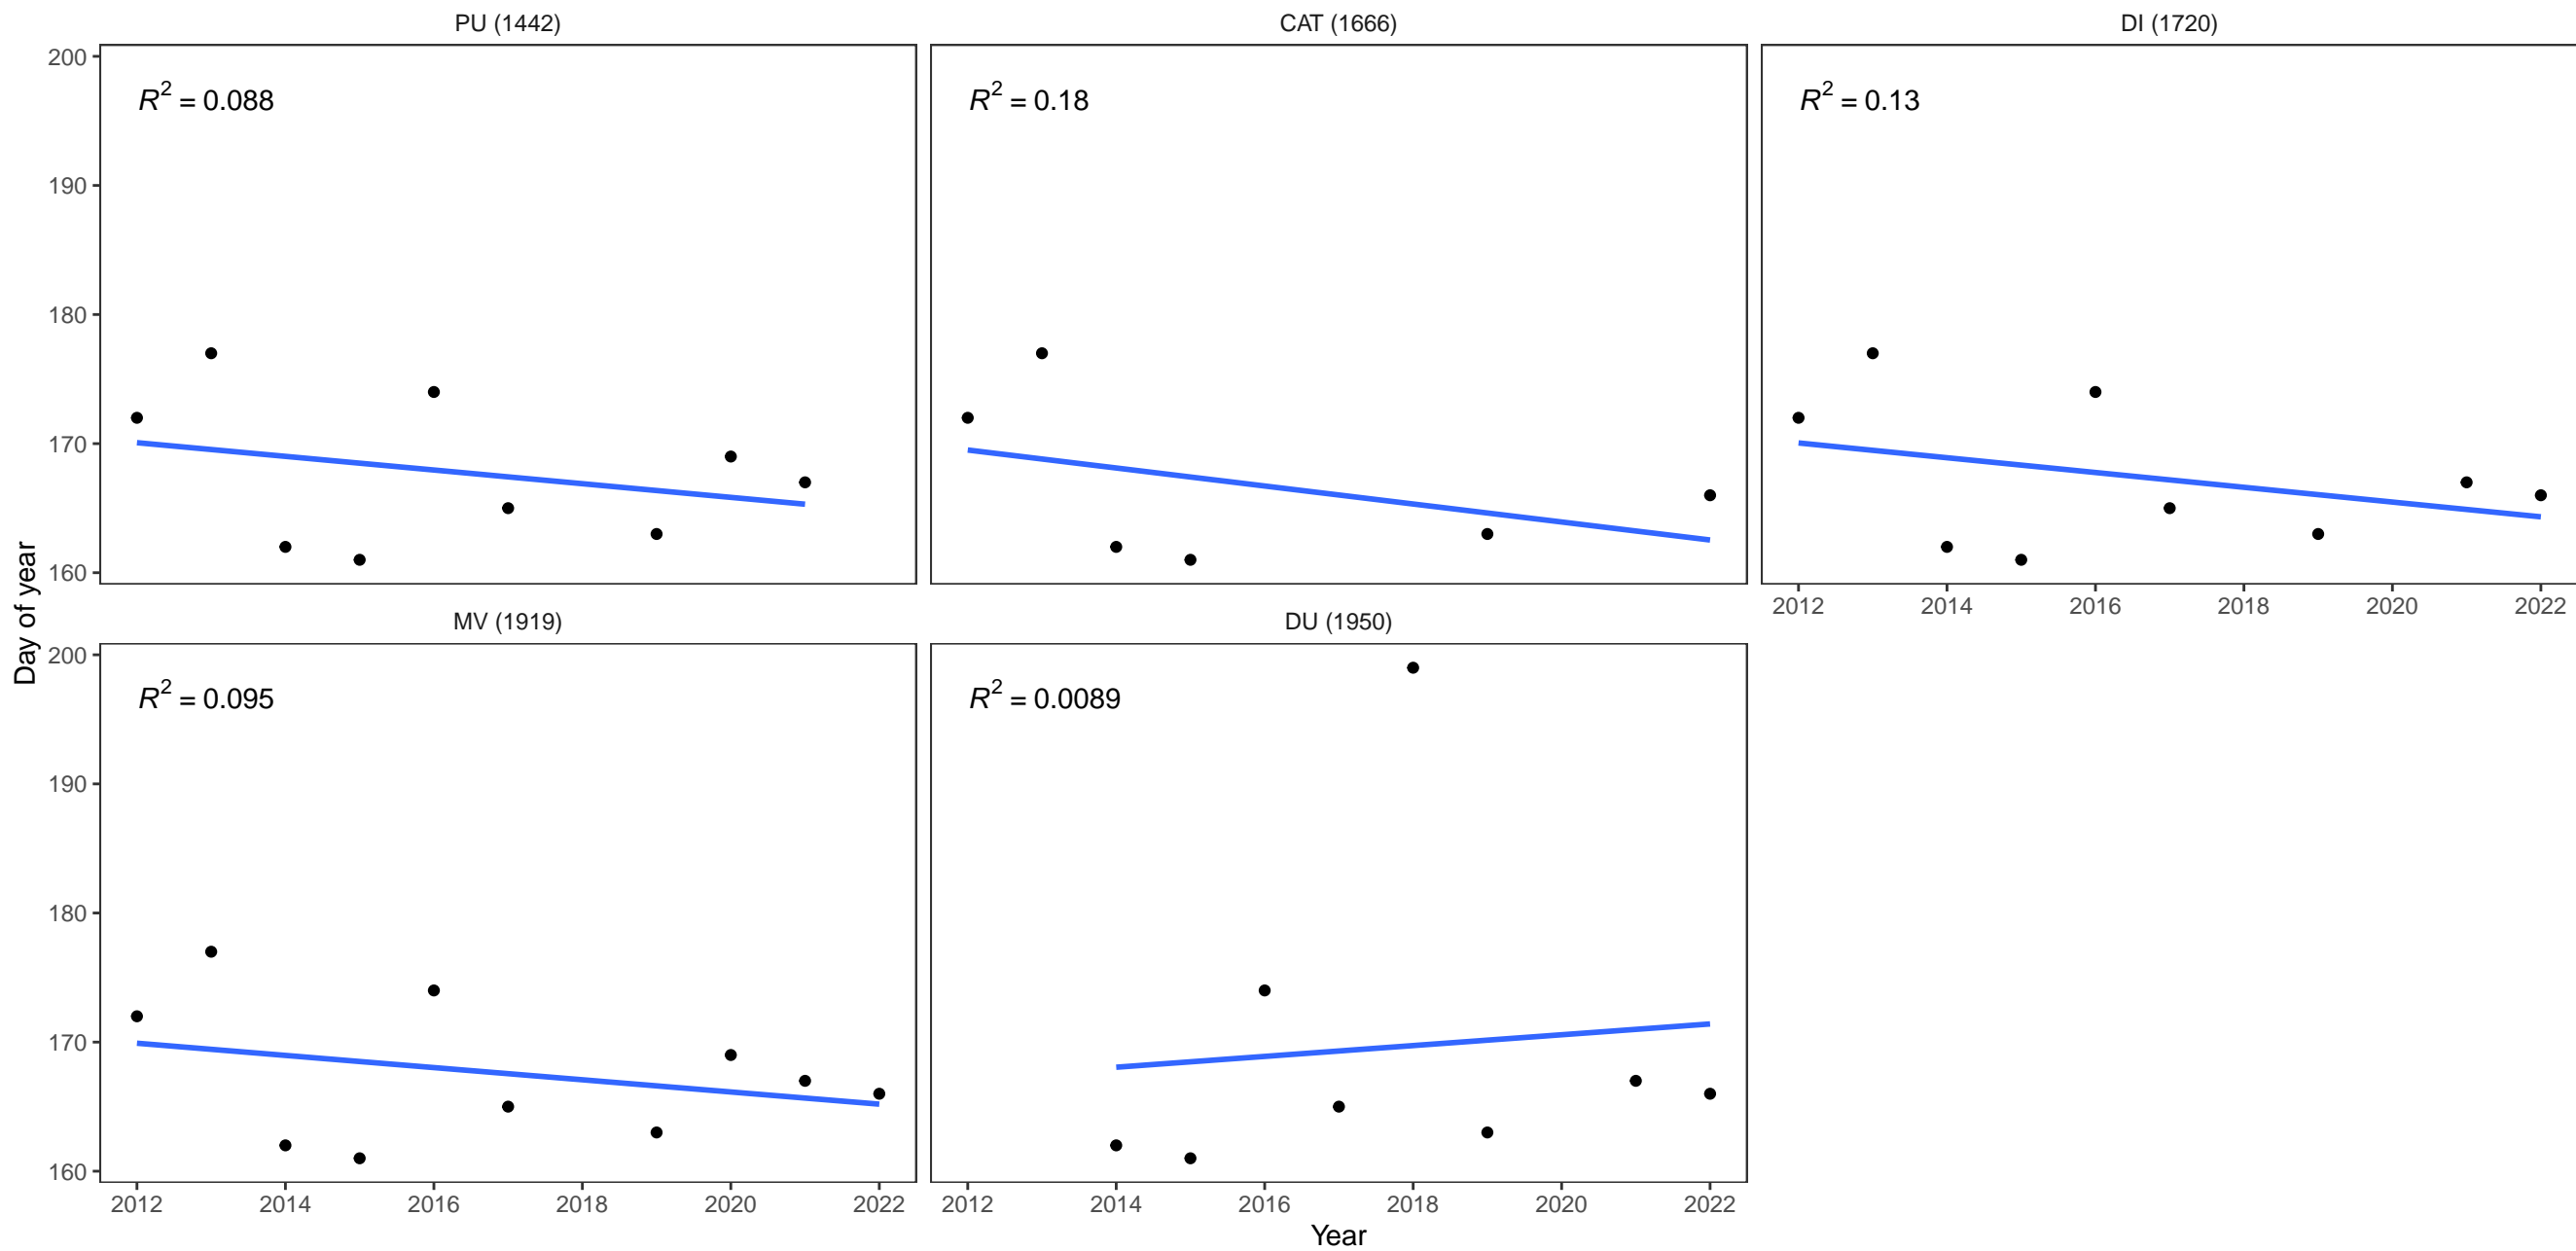 PU (1442)
CAT (1666)
DI (1720)
200
190
180
170
160
R² = 0.088
R² = 0.18
R² = 0.13
2012 2014 2016 2018 2020 2022
MV (1919)
DU (1950)
200
190
180
170
160
R² = 0.095
R² = 0.0089
2012 2014 2016 2018 2020 2022
2012 2014 2016 2018 2020 2022
Day of year
Year